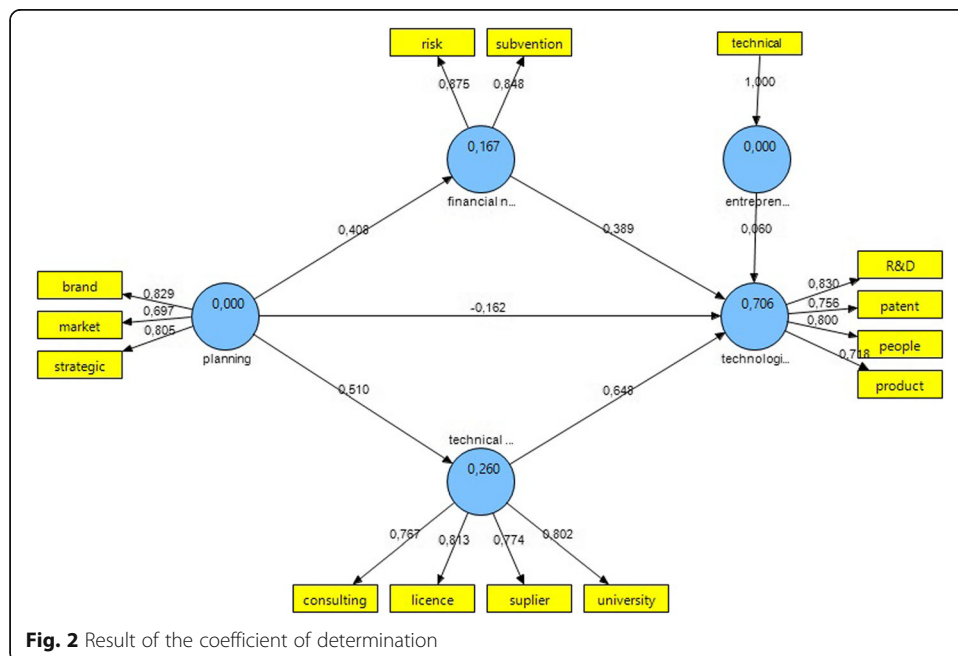 risk
subvention
technical
0,875
0,848
1,000
0,167
0,000
financial n...
entrepren...
0,408
0,389
0,060
brand
market
strategic
0,829
0,697
0,805
0,000
planning
-0,162
0,706
technologi...
0,830
0,756
0,800
0,718
R&D
patent
people
product
0,510
0,648
technical ...
0,260
0,767
0,813
0,774
0,802
consulting
licence
suplier
university
Fig. 2 Result of the coefficient of determination